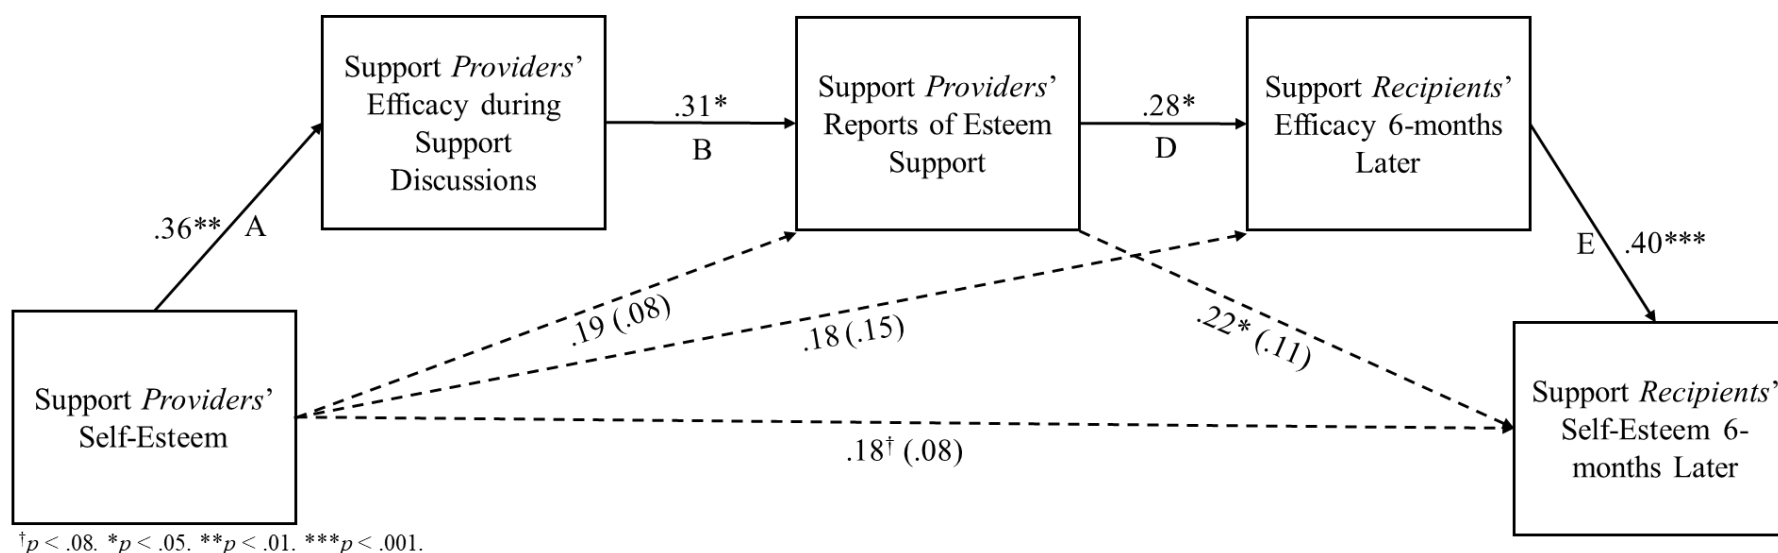 Support Providers’
Efficacy during
Support
Discussions
.31*
B
Support Providers’
Reports of Esteem
Support
.28*
D
Support Recipients’
Efficacy 6-months
Later
.36**
A
E
.40***
.19 (.08)
.18 (.15)
.22* (.11)
Support Providers’
Self-Esteem
.18† (.08)
Support Recipients’
Self-Esteem 6-
months Later
†p < .08. *p < .05. **p < .01. ***p < .001.